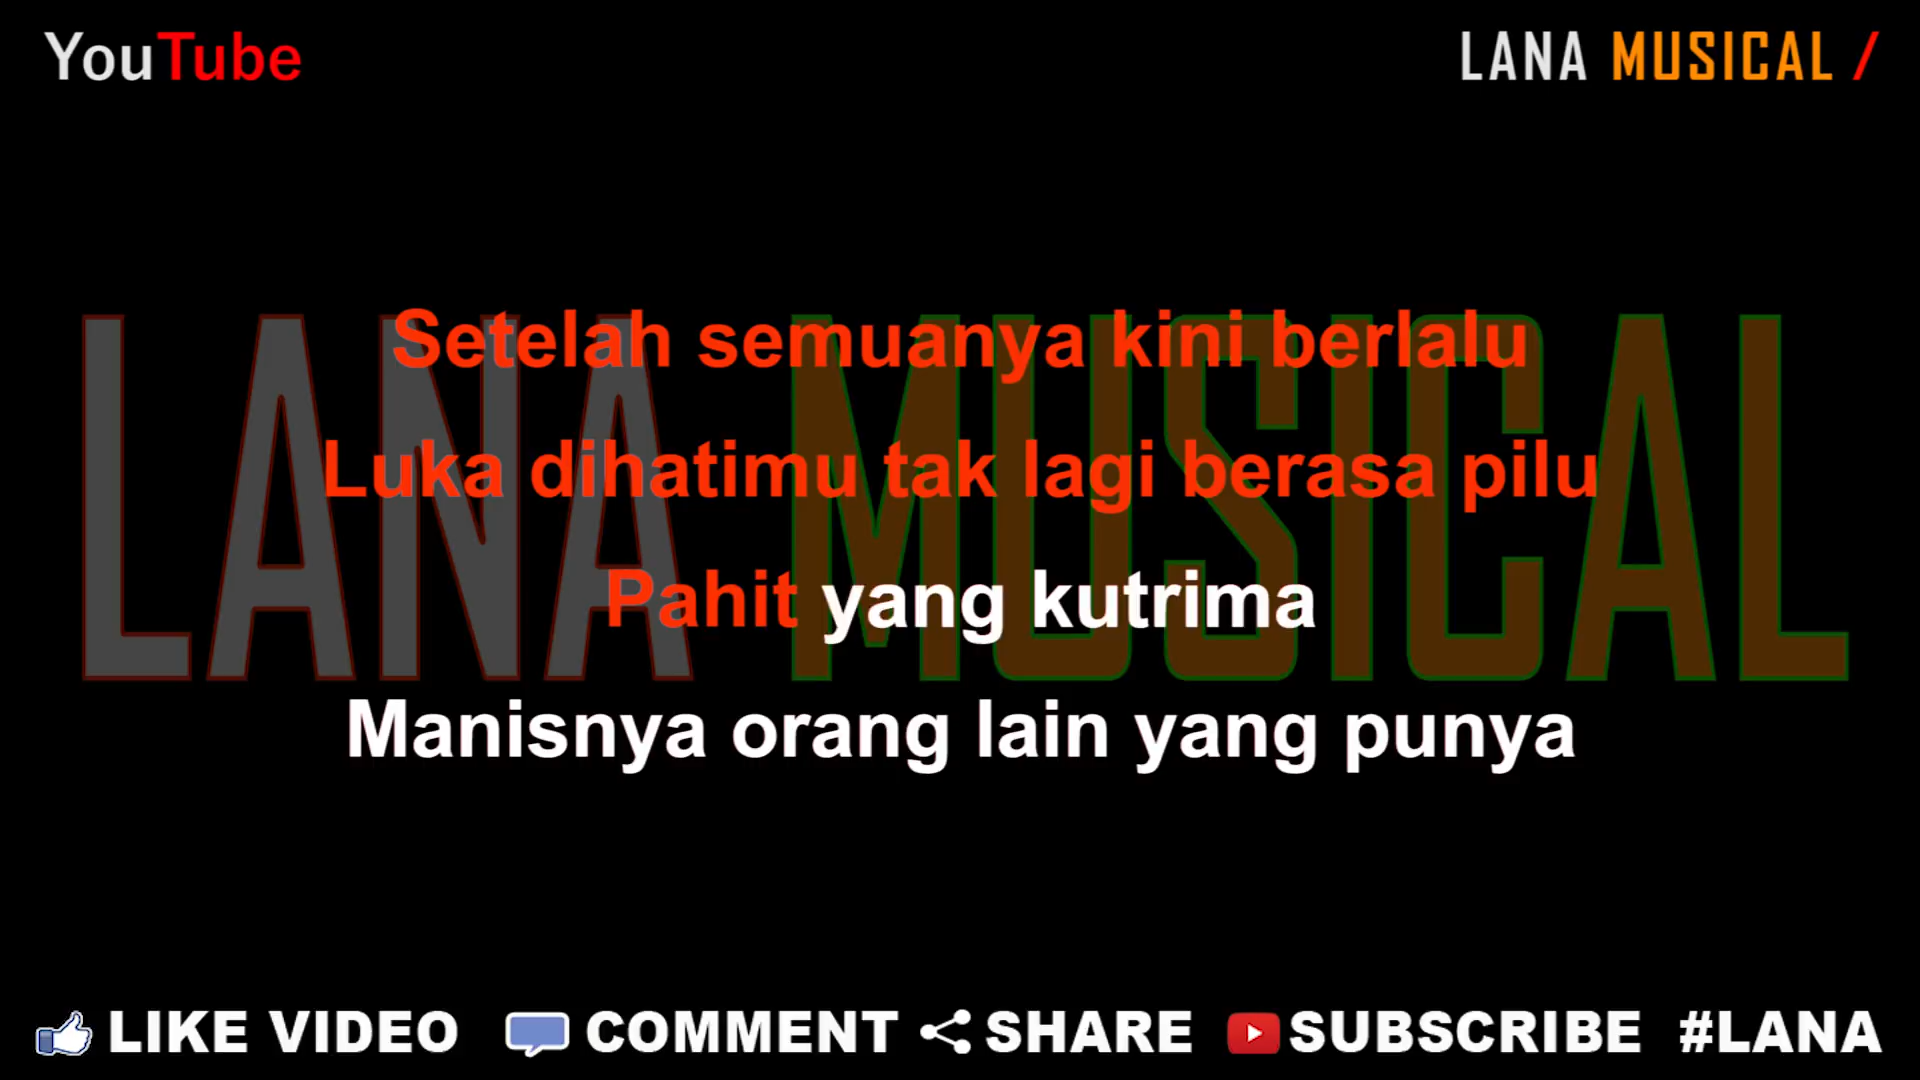 YouTube
LANA MUSICAL /
LANA MUSICAL
Setelah semuanya kini berlalu
Luka dihatimu tak lagi berasa pilu
Pahit yang kutrima
Manisnya orang lain yang punya
LIKE VIDEO COMMENT SHARE SUBSCRIBE #LANA